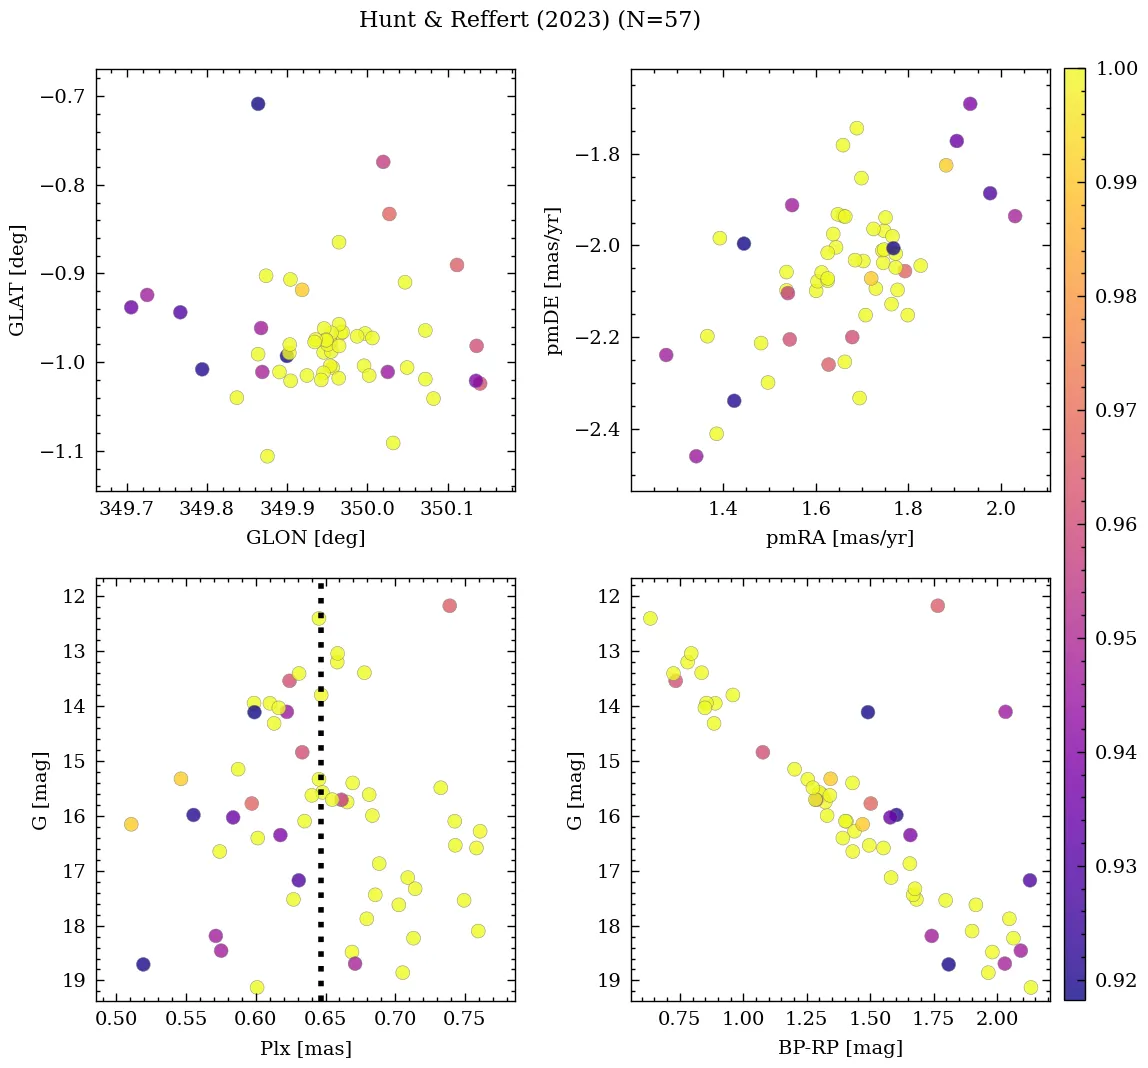 Hunt & Reffert (2023) (N=57)
−0.7
−0.8
−0.9
−1.0
−1.1
GLAT [deg]
349.7 349.8 349.9 350.0 350.1
GLON [deg]
−1.8
−2.0
−2.2
−2.4
pmDE [mas/yr]
1.4 1.6 1.8 2.0
pmRA [mas/yr]
1.00
0.99
0.98
0.97
0.96
0.95
0.94
0.93
0.92
12
13
14
15
16
17
18
19
G [mag]
0.50 0.55 0.60 0.65 0.70 0.75
Plx [mas]
12
13
14
15
16
17
18
19
G [mag]
0.75 1.00 1.25 1.50 1.75 2.00
BP-RP [mag]